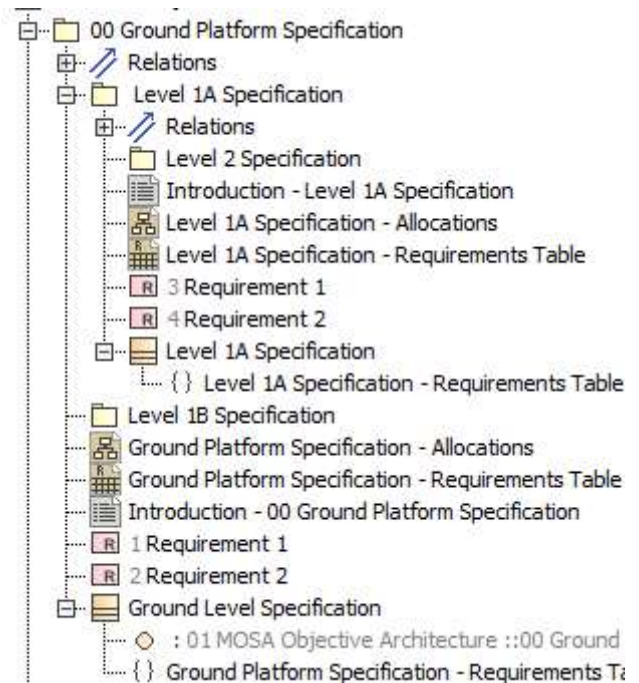 00 Ground Platform Specification
Relations
Level 1A Specification
Relations
Level 2 Specification
Introduction - Level 1A Specification
Level 1A Specification - Allocations
Level 1A Specification - Requirements Table
R 3 Requirement 1
R 4 Requirement 2
Level 1A Specification
{} Level 1A Specification - Requirements Table
Level 1B Specification
Ground Platform Specification - Allocations
Ground Platform Specification - Requirements Table
Introduction - 00 Ground Platform Specification
R 1 Requirement 1
R 2 Requirement 2
Ground Level Specification
: 01 MOSA Objective Architecture ::00 Ground
{} Ground Platform Specification - Requirements Ta